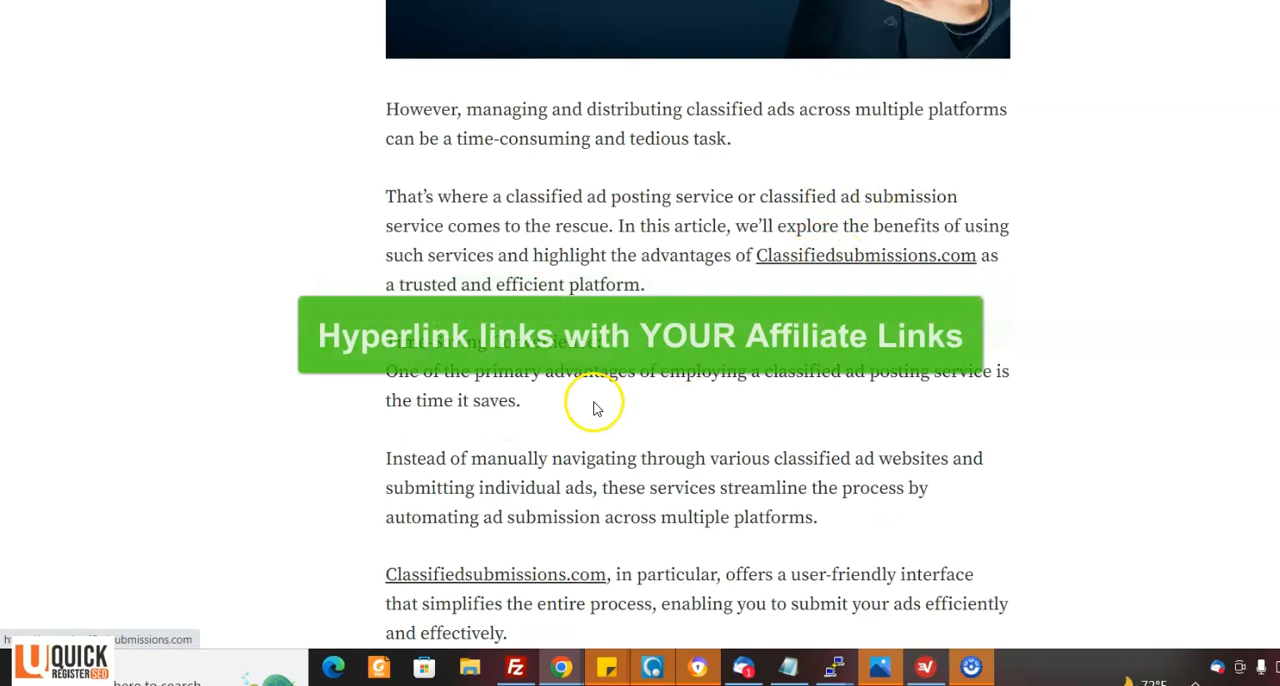 However, managing and distributing classified ads across multiple platforms
can be a time-consuming and tedious task.
That's where a classified ad posting service or classified ad submission
service comes to the rescue. In this article, we'll explore the benefits of using
such services and highlight the advantages of Classifiedsubmissions.com as
a trusted and efficient platform.
Hyperlink links with YOUR Affiliate Links
One of the primary advantages of employing a classified ad posting service is
the time it saves.
Instead of manually navigating through various classified ad websites and
submitting individual ads, these services streamline the process by
automating ad submission across multiple platforms.
Classifiedsubmissions.com, in particular, offers a user-friendly interface
that simplifies the entire process, enabling you to submit your ads efficiently
and effectively.
UQUICK
REGISTERSEO
here to search
72°F